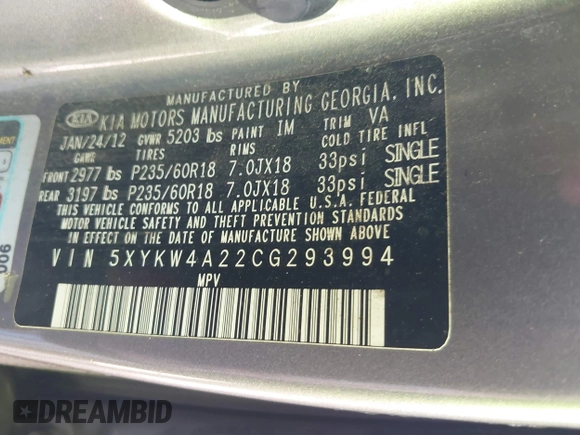 MANUFACTURED BY
KIA KIA MOTORS MANUFACTURING GEORGIA, INC.
JAN/24/12 GVWR 5203 lbs PAINT IM TRIM VA
GAWR TIRES RIMS COLD TIRE INFL
FRONT 2977 lbs P235/60R18 7.0JX18 33psi SINGLE
REAR 3197 lbs P235/60R18 7.0JX18 33psi SINGLE
THIS VEHICLE CONFORMS TO ALL APPLICABLE U.S.A. FEDERAL
MOTOR VEHICLE SAFETY AND THEFT PREVENTION STANDARDS
IN EFFECT ON THE DATE OF MANUFACTURE SHOWN ABOVE.
VIN 5XYKW4A22CG293994
MPV
006
DREAMBID